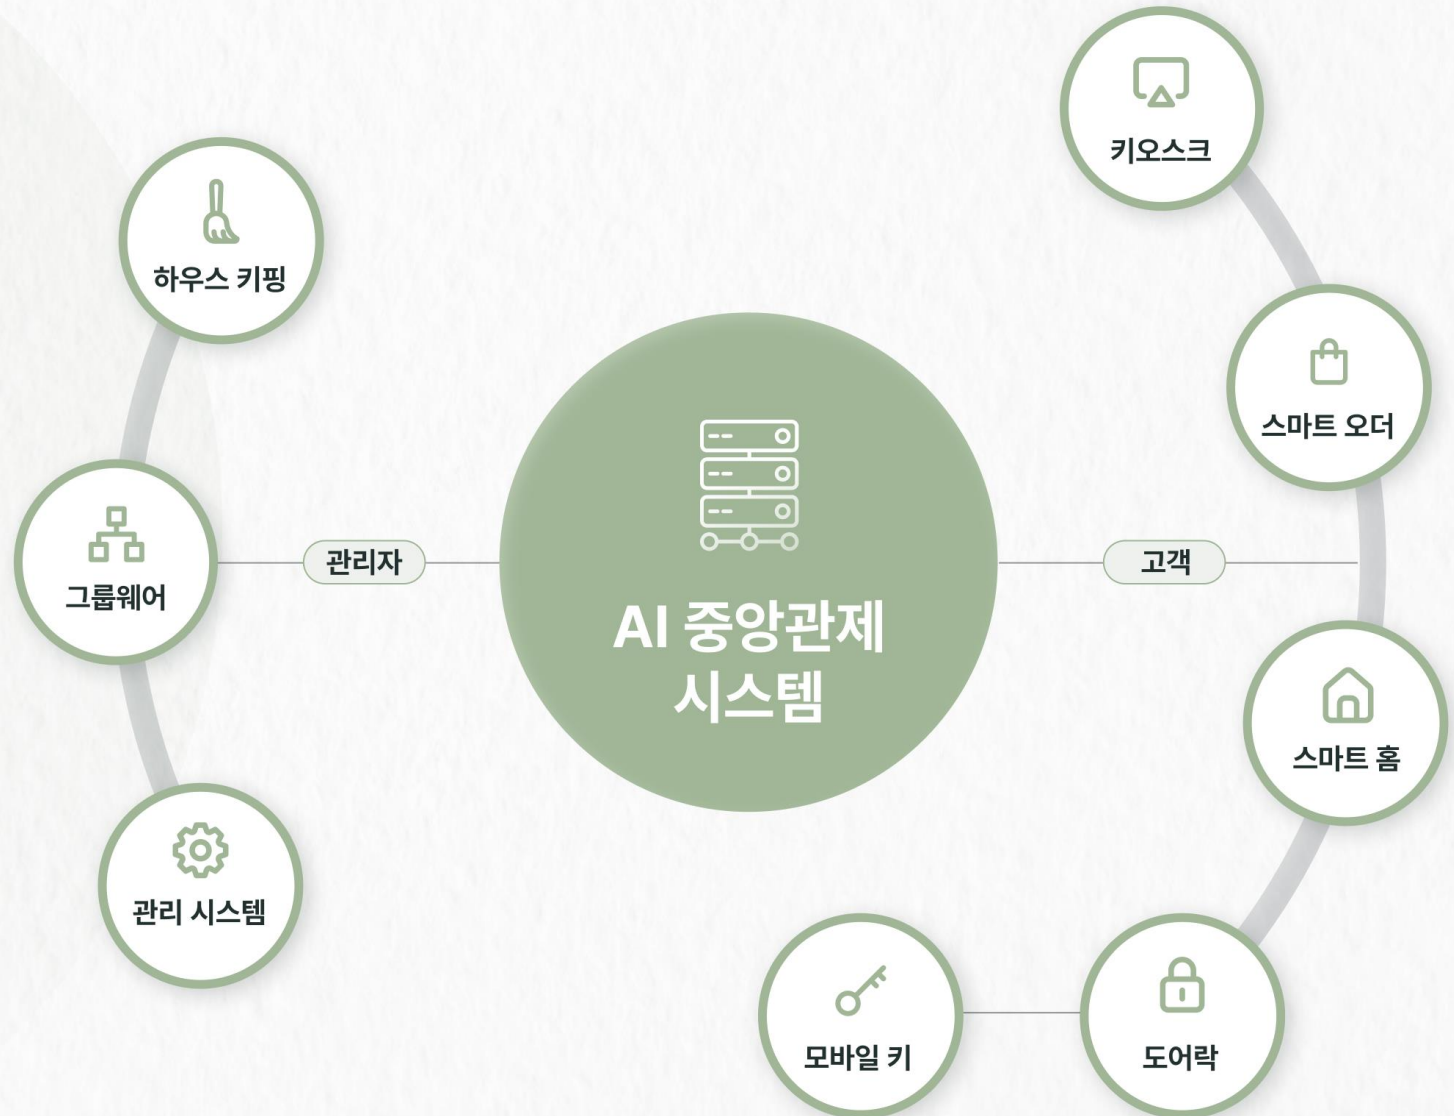 키오스크
하우스 키핑
스마트 오더
관리자
고객
그룹웨어
AI 중앙관제
시스템
스마트 홈
관리 시스템
모바일 키
도어락